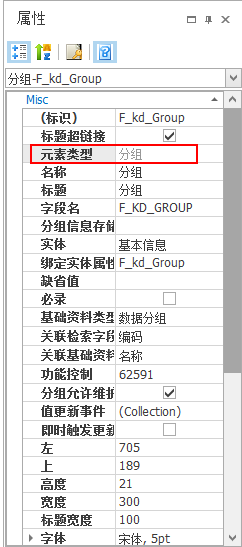 属性
分组-F_kd_Group
Misc
(标识) F_kd_Group
标题超链接
元素类型 分组
名称 分组
标题 分组
字段名 F_KD_GROUP
分组信息存储
实体 基本信息
绑定实体属性 F_kd_Group
缺省值
必录
基础资料类型 数据分组
关联检索字段 编码
关联基础资料 名称
功能控制 62591
分组允许维护
值更新事件 (Collection)
即时触发更新
左 705
上 189
高度 21
宽度 300
标题宽度 100
字体 宋体, 5pt